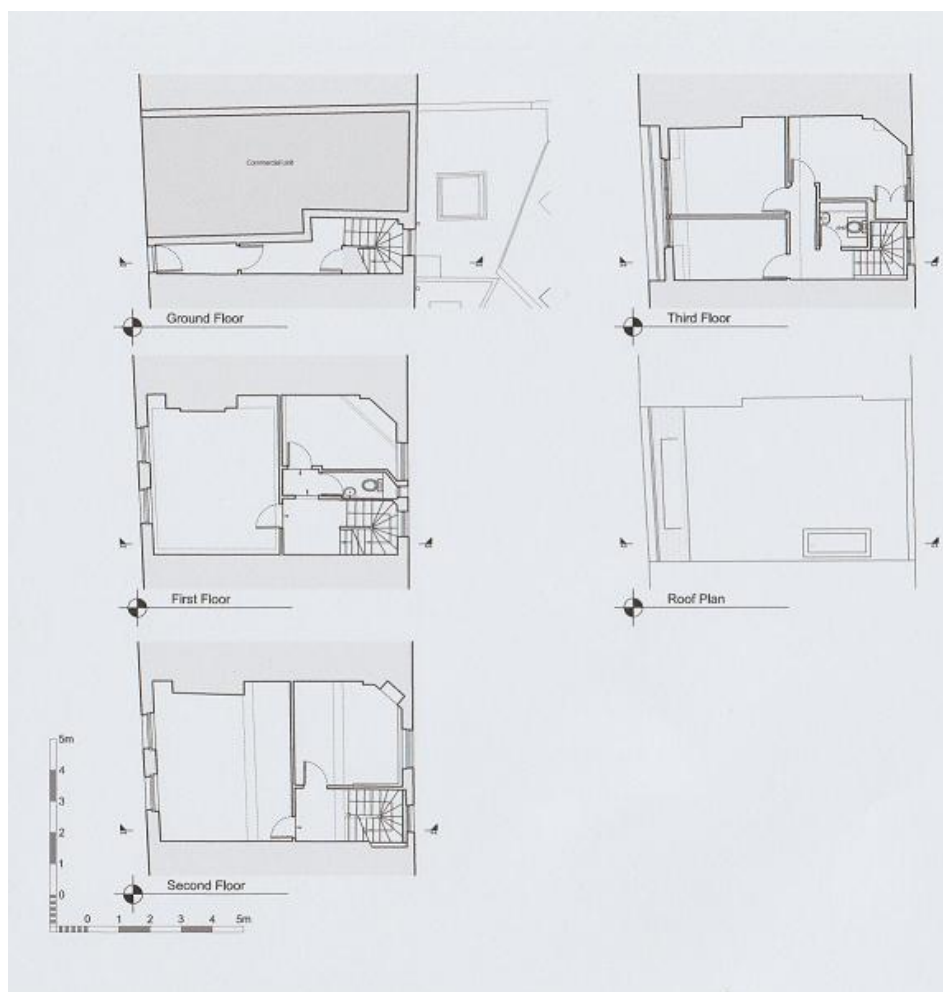 Commercial unit
Ground Floor
Third Floor
First Floor
Roof Plan
Second Floor
5m
4
3
2
1
0
0 1 2 3 4 5m